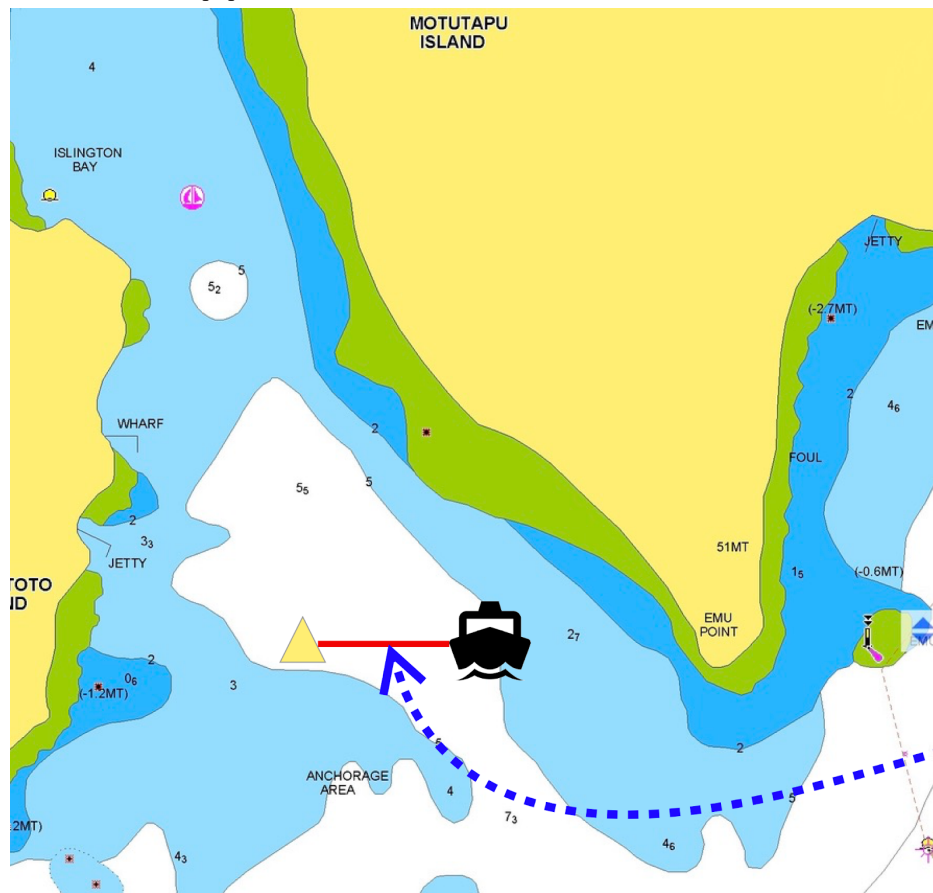 MOTUTAPU
ISLAND
4
ISLINGTON
BAY
JETTY
5
5₂
(-2.7MT)
EM
2
4₆
WHARF
2
5
5₅
FOUL
2
3₃
JETTY
51MT
1₅
(-0.6MT)
TOTO
ND
EMU
POINT
2₇
2
0₆
(-1.2MT)
3
5
2
ANCHORAGE
AREA
4
5
7₃
.2MT)
4₃
4₆